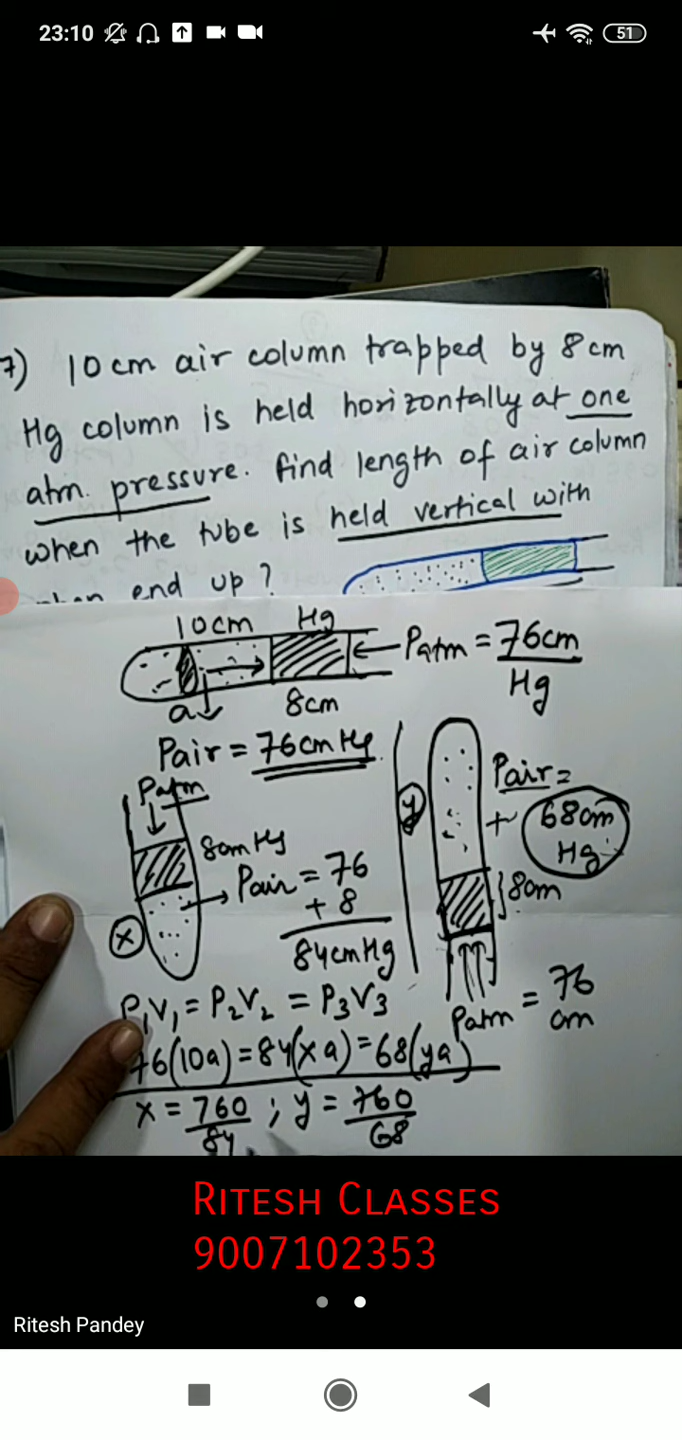 23:10
51
7) 10 cm air column trapped by 8 cm
Hg column is held horizontally at one
atm. pressure. find length of air column
when the tube is held vertical with
end up?
10cm Hg
Patm = 76cm
Hg
a
8cm
Pair = 76cm Hg
Patm
8cm Hg
Pair = 76
+ 8
84cmHg
x
y
Pair =
68cm
Hg
8cm
Patm = 76
cm
P₁V₁ = P₂V₂ = P₃V₃
76(10a) = 84(xa) = 68(ya)
x = 760/84 ; y = 760/68
RITESH CLASSES
9007102353
Ritesh Pandey